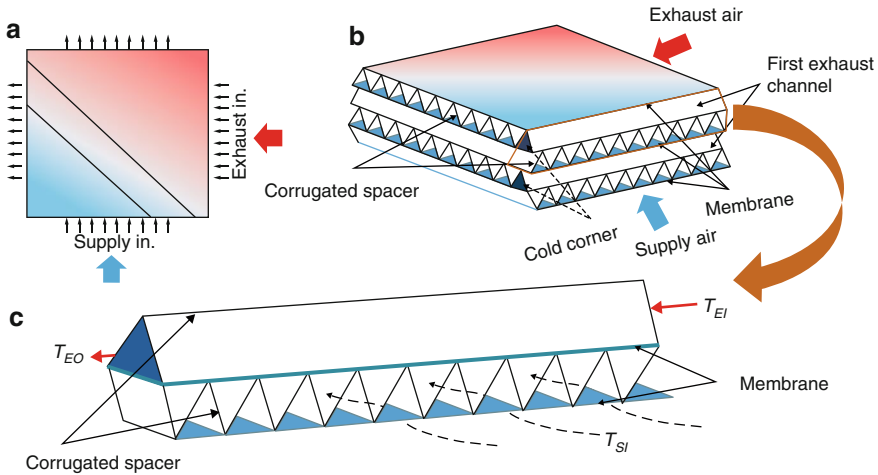 a
Exhaust in.
Supply in.
b
Exhaust air
First exhaust
channel
Corrugated spacer
Cold corner
Membrane
Supply air
c
T_EI
T_EO
Membrane
T_SI
Corrugated spacer